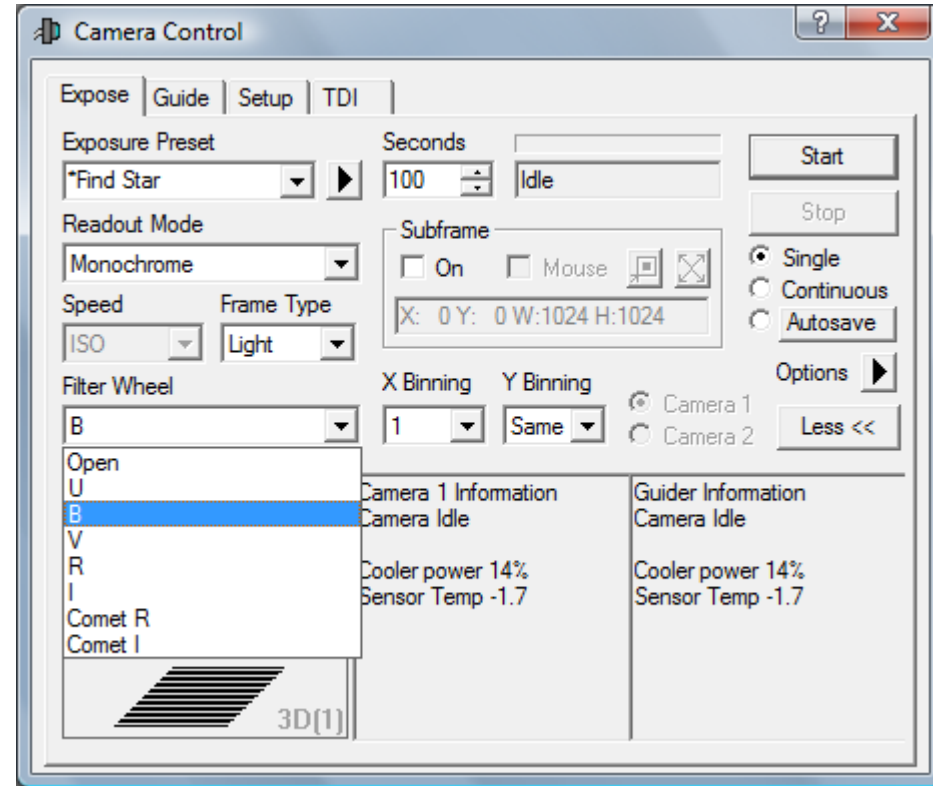 Camera Control
Expose Guide Setup TDI
Exposure Preset
*Find Star
Seconds
100
Idle
Start
Stop
Readout Mode
Monochrome
Subframe
On Mouse
X: 0 Y: 0 W:1024 H:1024
Single
Continuous
Autosave
Speed Frame Type
ISO Light
Options
Filter Wheel
B
X Binning Y Binning
1 Same
Camera 1
Camera 2
Less <<
Open
U
B
V
R
I
Comet R
Comet I
3D(1)
Camera 1 Information
Camera Idle
Cooler power 14%
Sensor Temp -1.7
Guider Information
Camera Idle
Cooler power 14%
Sensor Temp -1.7